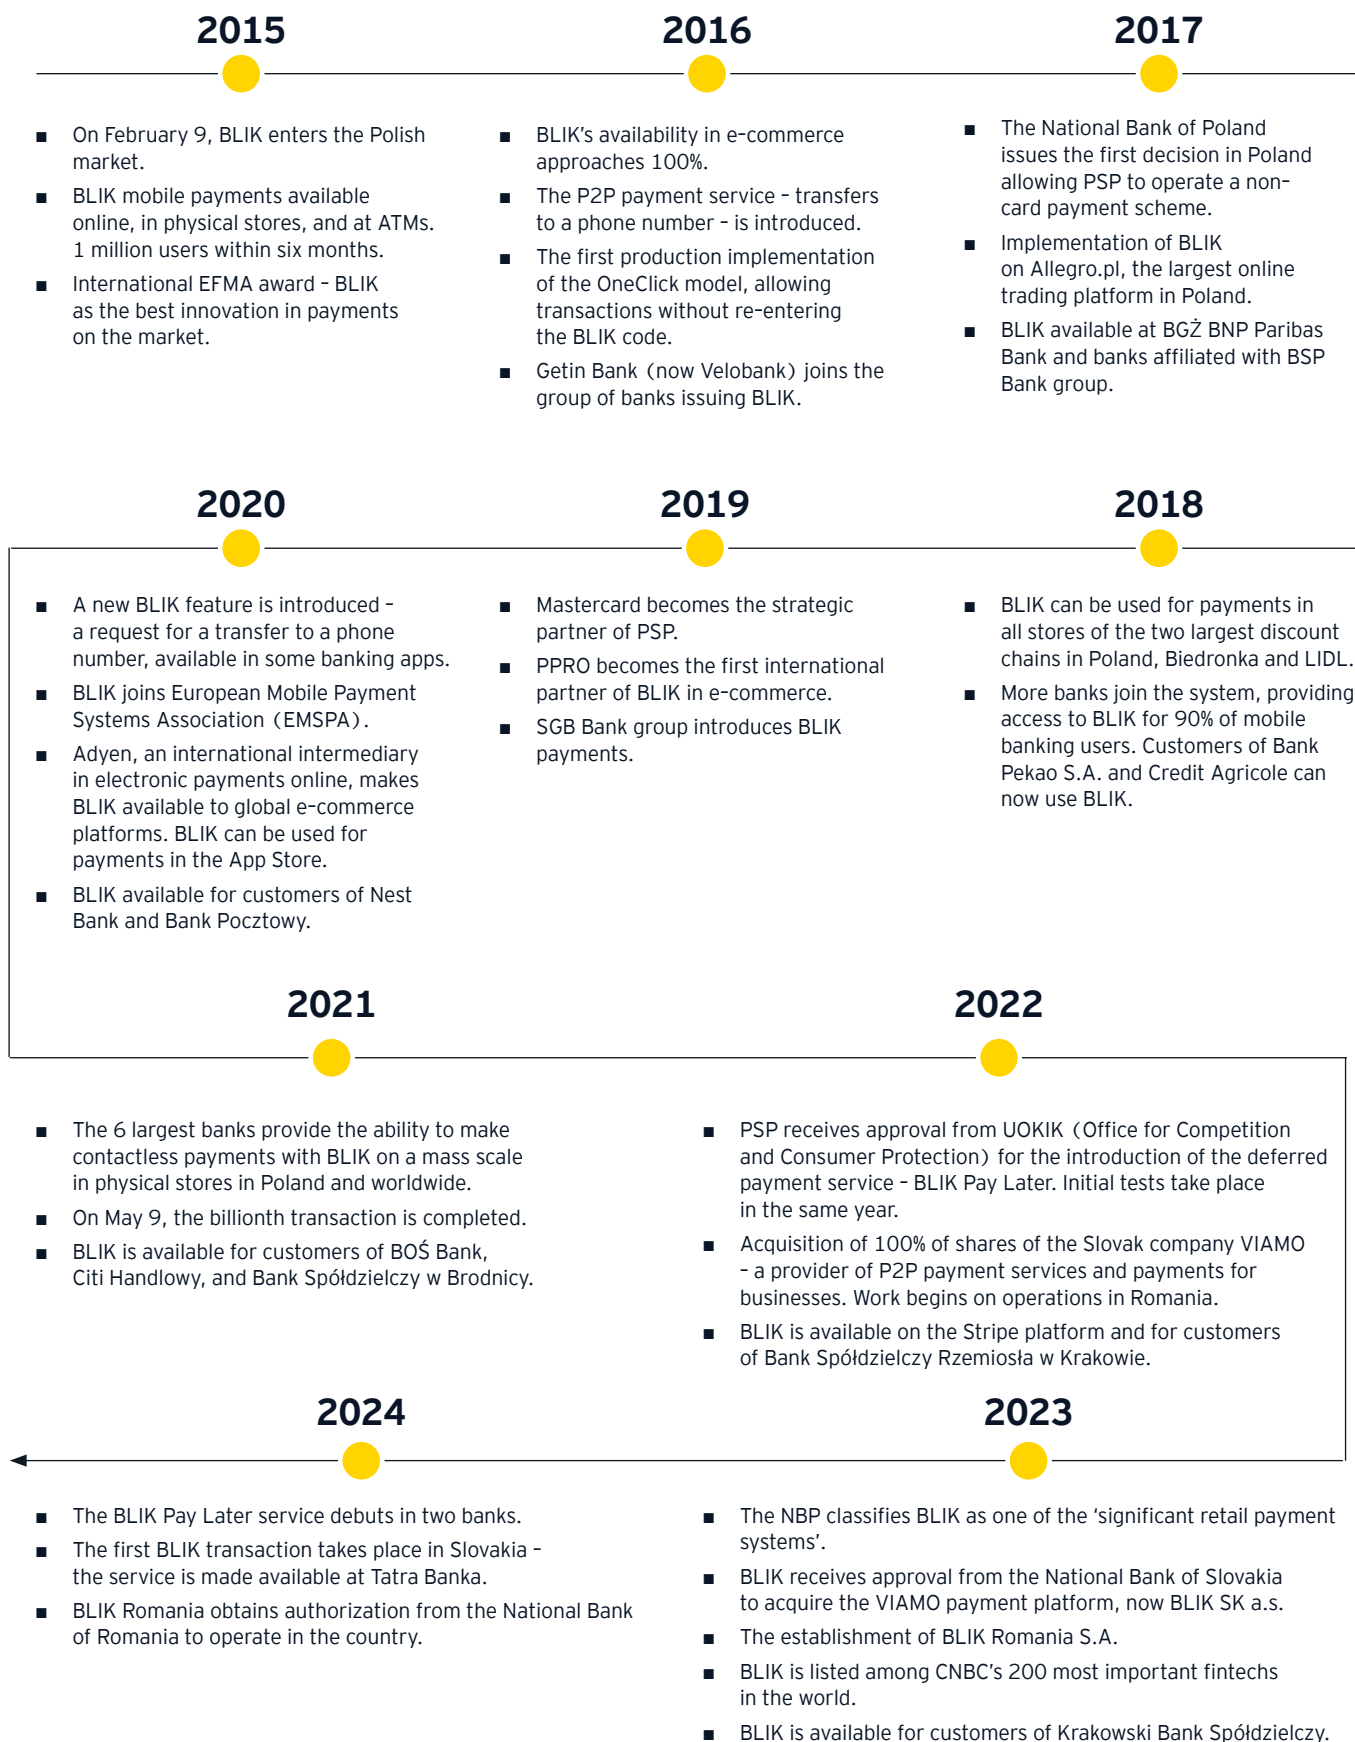 2015
On February 9, BLIK enters the Polish
market.
BLIK mobile payments available
online, in physical stores, and at ATMs.
1 million users within six months.
International EFMA award – BLIK
as the best innovation in payments
on the market.
2016
BLIK's availability in e-commerce
approaches 100%.
The P2P payment service – transfers
to a phone number – is introduced.
The first production implementation
of the OneClick model, allowing
transactions without re-entering
the BLIK code.
Getin Bank (now Velobank) joins the
group of banks issuing BLIK.
2017
The National Bank of Poland
issues the first decision in Poland
allowing PSP to operate a non-
card payment scheme.
Implementation of BLIK
on Allegro.pl, the largest online
trading platform in Poland.
BLIK available at BGŻ BNP Paribas
Bank and banks affiliated with BSP
Bank group.
2018
BLIK can be used for payments in
all stores of the two largest discount
chains in Poland, Biedronka and LIDL.
More banks join the system, providing
access to BLIK for 90% of mobile
banking users. Customers of Bank
Pekao S.A. and Credit Agricole can
now use BLIK.
2019
Mastercard becomes the strategic
partner of PSP.
PPRO becomes the first international
partner of BLIK in e-commerce.
SGB Bank group introduces BLIK
payments.
2020
A new BLIK feature is introduced –
a request for a transfer to a phone
number, available in some banking apps.
BLIK joins European Mobile Payment
Systems Association (EMSPA).
Adyen, an international intermediary
in electronic payments online, makes
BLIK available to global e-commerce
platforms. BLIK can be used for
payments in the App Store.
BLIK available for customers of Nest
Bank and Bank Pocztowy.
2021
The 6 largest banks provide the ability to make
contactless payments with BLIK on a mass scale
in physical stores in Poland and worldwide.
On May 9, the billionth transaction is completed.
BLIK is available for customers of BOŚ Bank,
Citi Handlowy, and Bank Spółdzielczy w Brodnicy.
2022
PSP receives approval from UOKIK (Office for Competition
and Consumer Protection) for the introduction of the deferred
payment service – BLIK Pay Later. Initial tests take place
in the same year.
Acquisition of 100% of shares of the Slovak company VIAMO
– a provider of P2P payment services and payments for
businesses. Work begins on operations in Romania.
BLIK is available on the Stripe platform and for customers
of Bank Spółdzielczy Rzemiosła w Krakowie.
2023
The NBP classifies BLIK as one of the ‘significant retail payment
systems’.
BLIK receives approval from the National Bank of Slovakia
to acquire the VIAMO payment platform, now BLIK SK a.s.
The establishment of BLIK Romania S.A.
BLIK is listed among CNBC's 200 most important fintechs
in the world.
BLIK is available for customers of Krakowski Bank Spółdzielczy.
2024
The BLIK Pay Later service debuts in two banks.
The first BLIK transaction takes place in Slovakia –
the service is made available at Tatra Banka.
BLIK Romania obtains authorization from the National Bank
of Romania to operate in the country.